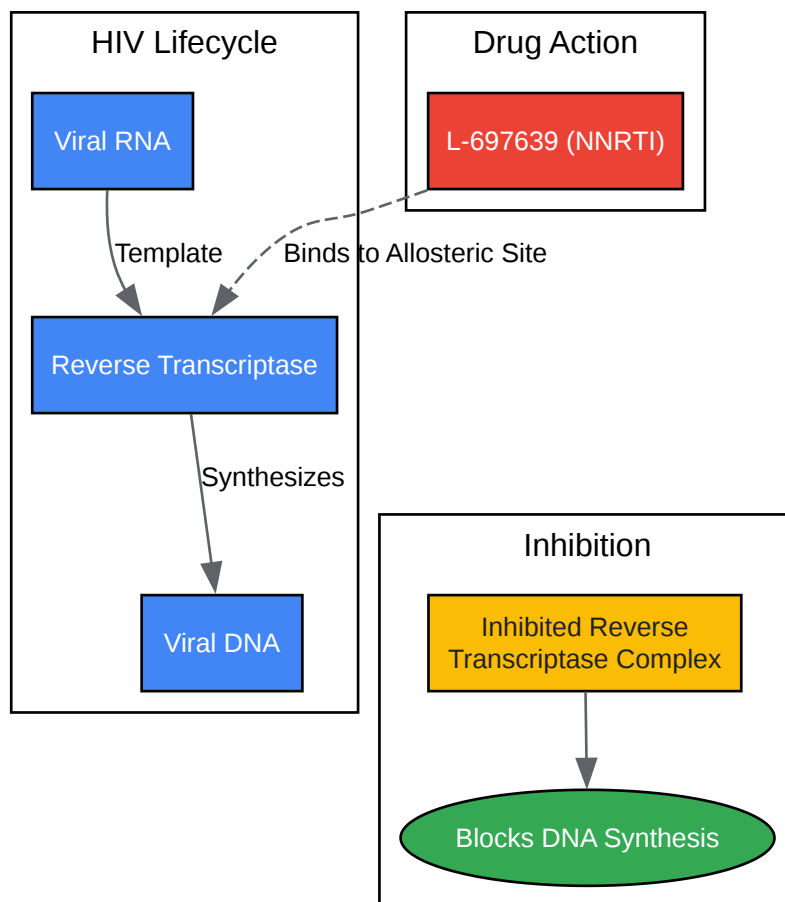 HIV Lifecycle
Drug Action
Viral RNA
L-697639 (NNRTI)
Template
Binds to Allosteric Site
Reverse Transcriptase
Synthesizes
Inhibition
Viral DNA
Inhibited Reverse
Transcriptase Complex
Blocks DNA Synthesis